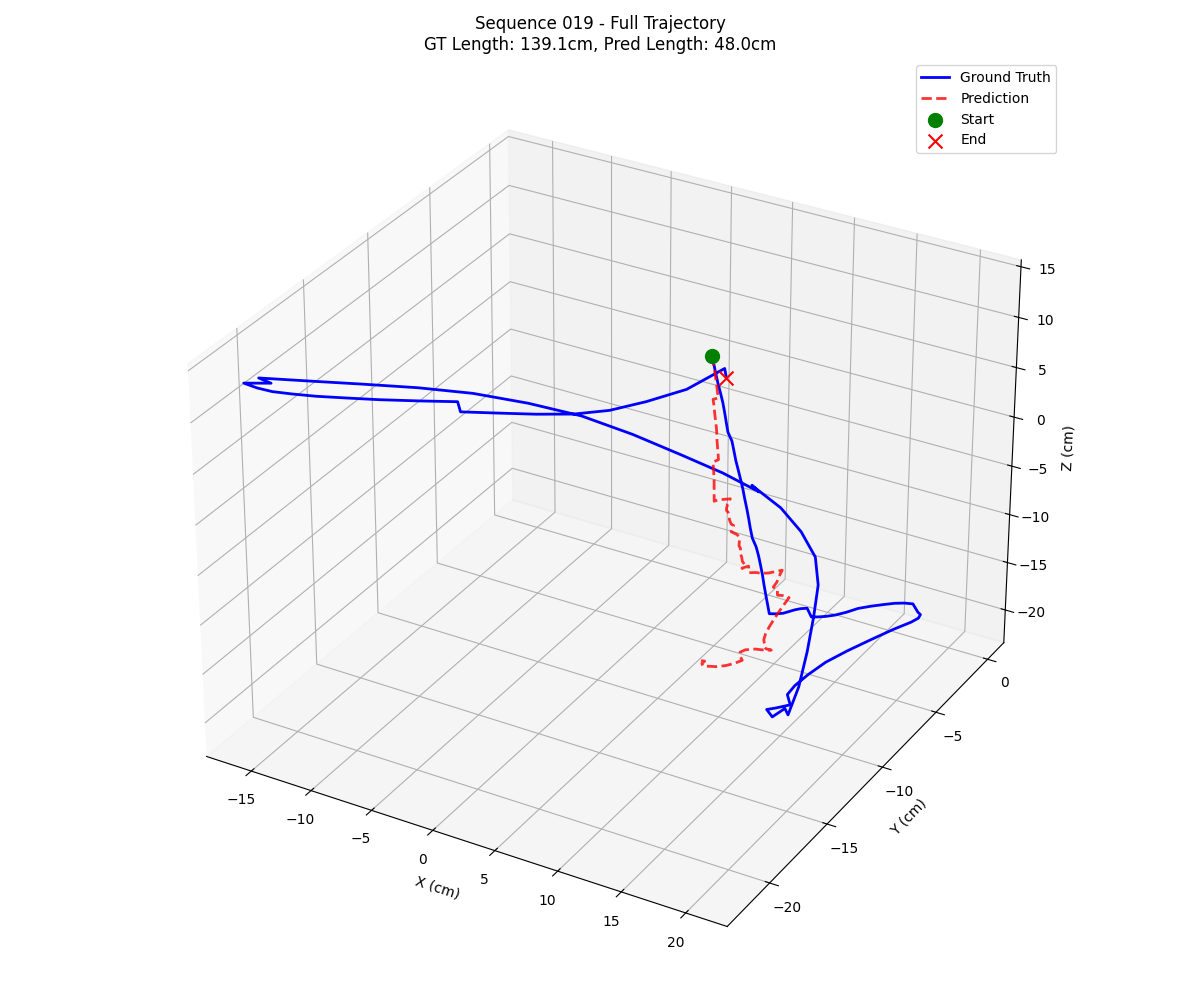 Sequence 019 - Full Trajectory
GT Length: 139.1cm, Pred Length: 48.0cm
Ground Truth
Prediction
Start
End
15
10
5
0
−5
−10
−15
−20
Z (cm)
0
−5
−10
−15
−20
Y (cm)
−15
−10
−5
0
5
10
15
20
X (cm)